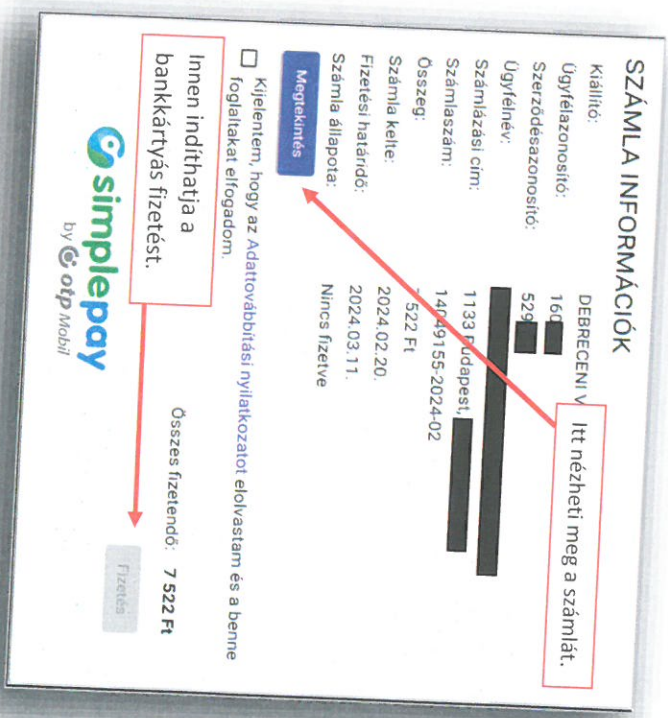 SZÁMLA INFORMÁCIÓK
Kiállító: DEBRECENI V
Itt nézheti meg a számlát.
Ügyfélazonosító: 160
Szerződésazonosító: 529
Ügyfélnév:
Számlázási cím: 1133 Budapest,
Számlaszám: 14049155-2024-02
Összeg: 522 Ft
Számla kelte: 2024.02.20.
Fizetési határidő: 2024.03.11.
Számla állapota: Nincs fizetve
Megtekintés
Kijelentem, hogy az Adattovábbítási nyilatkozatot elolvastam és a benne
foglaltakat elfogadom.
Innen indíthatja a
bankkártyás fizetést.
Összes fizetendő: 7 522 Ft
simplepay
by otp Mobil
Fizetés